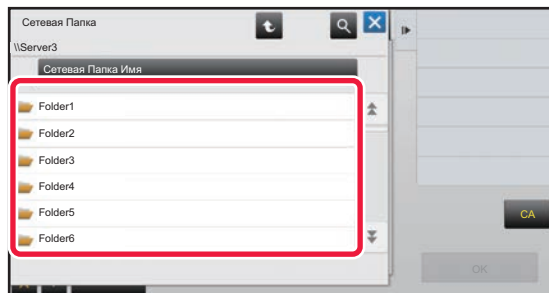 Сетевая Папка
\\Server3
Сетевая Папка Имя
Folder1
Folder2
Folder3
Folder4
Folder5
Folder6
CA
OK